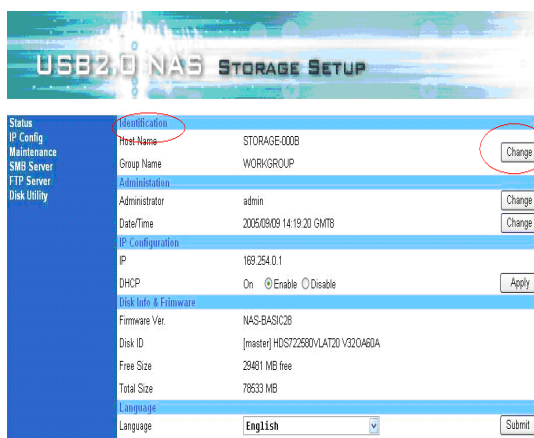 USB2.0 NAS STORAGE SETUP
Status
IP Config
Maintenance
SMB Server
FTP Server
Disk Utility
Identification
Host Name STORAGE-000B
Change
Group Name WORKGROUP
Administation
Administrator admin Change
Date/Time 2005/09/09 14:19:20 GMT8 Change
IP Configuration
IP 169.254.0.1
DHCP On Enable Disable Apply
Disk Info & Frimware
Firmware Ver. NAS-BASIC28
Disk ID [master] HDS722580VLAT20 V32OA60A
Free Size 29481 MB free
Total Size 78533 MB
Language
Language English Submit